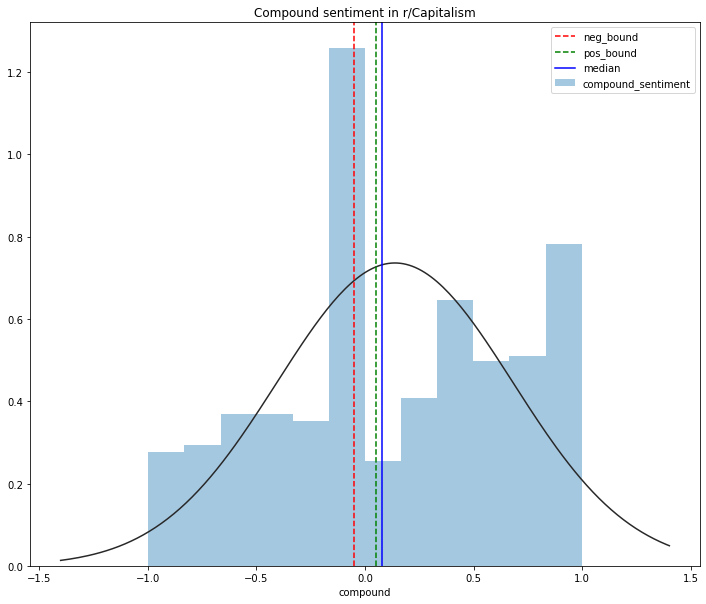 Compound sentiment in r/Capitalism
neg_bound
pos_bound
median
compound_sentiment
1.2
1.0
0.8
0.6
0.4
0.2
0.0
−1.5 −1.0 −0.5 0.0 0.5 1.0 1.5
compound